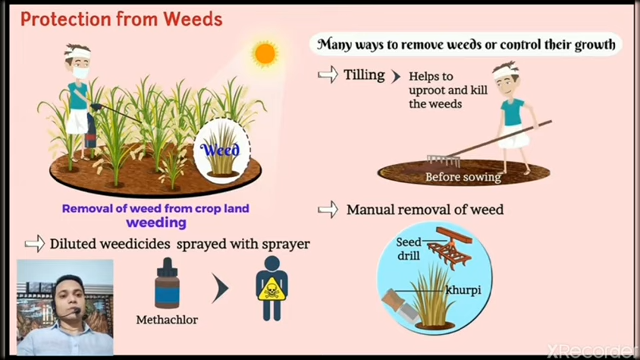 Protection from Weeds
Weed
Removal of weed from crop land
weeding
Diluted weedicides sprayed with sprayer
Methachlor
Many ways to remove weeds or control their growth
Tilling
Helps to
uproot and kill
the weeds
Before sowing
Manual removal of weed
Seed
drill
khurpi
XRecorder